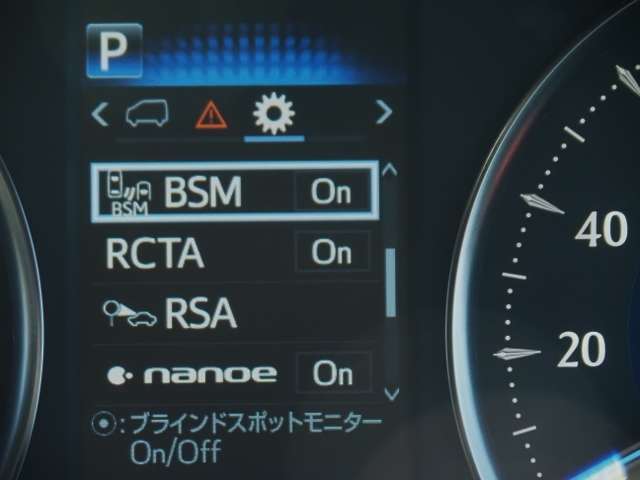 P
BSM BSM On
RCTA On
RSA
nanoe On
:ブラインドスポットモニター
On/Off
40
20